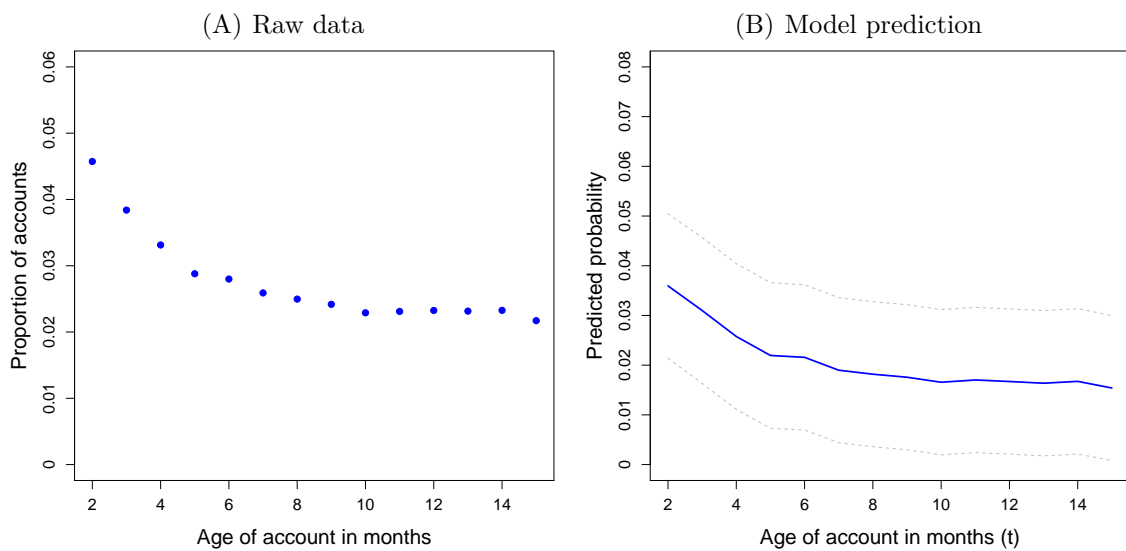 (A) Raw data
0.06
0.05
0.04
0.03
0.02
0.01
0
Proportion of accounts
2 4 6 8 10 12 14
Age of account in months
(B) Model prediction
0.08
0.07
0.06
0.05
0.04
0.03
0.02
0.01
0
Predicted probability
2 4 6 8 10 12 14
Age of account in months (t)